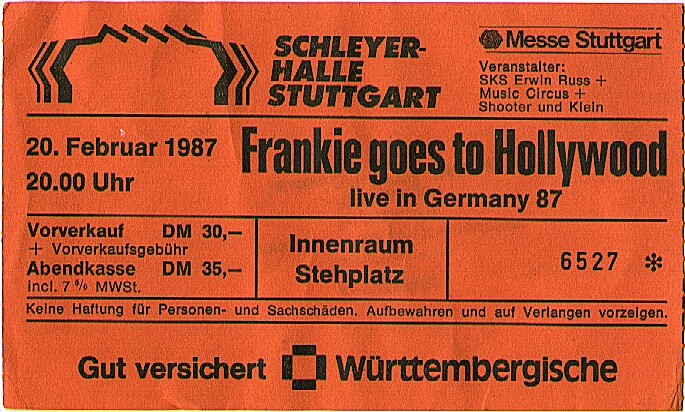 SCHLEYER-
HALLE
STUTTGART
Messe Stuttgart
Veranstalter:
SKS Erwin Russ +
Music Circus +
Shooter und Klein
20. Februar 1987
20.00 Uhr
Frankie goes to Hollywood
live in Germany 87
Vorverkauf DM 30,—
+ Vorverkaufsgebühr
Abendkasse DM 35,—
incl. 7% MWSt.
Innenraum
Stehplatz
6527 *
Keine Haftung für Personen- und Sachschäden. Aufbewahren und auf Verlangen vorzeigen.
Gut versichert Württembergische